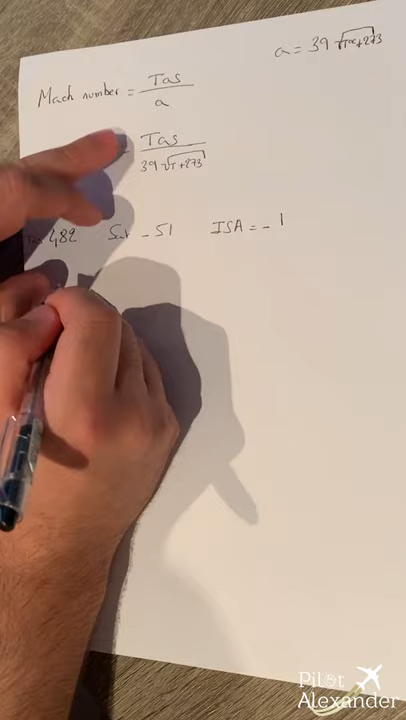 a = 39 √T°c+273
Mach number = Tas
a
= Tas
39 √T+273
482 Sat - 51 ISA = - 1
Pilot
Alexander